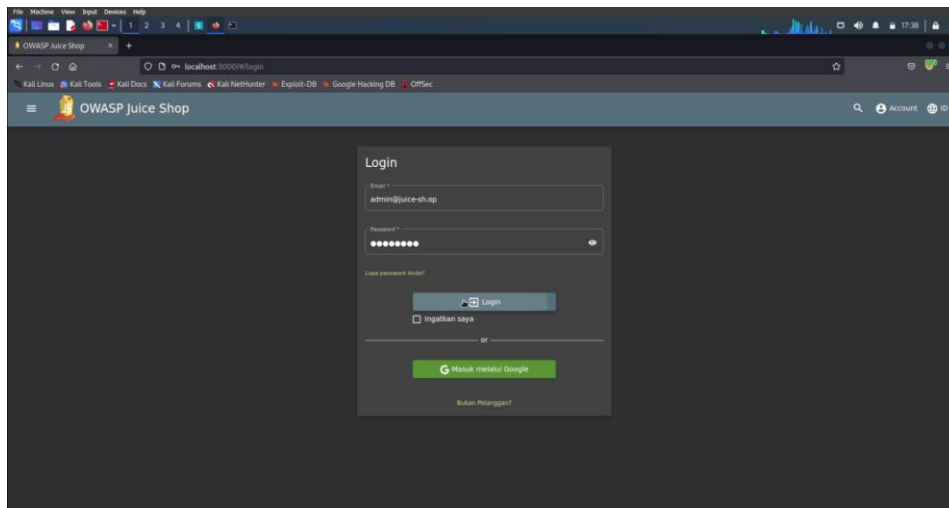 File Machine View Input Devices Help
1 2 3 4
17:38
OWASP Juice Shop
localhost:3000/#/login
Kali Linux Kali Tools Kali Docs Kali Forums Kali NetHunter Exploit-DB Google Hacking DB OffSec
OWASP Juice Shop
Account
ID
Login
Email *
admin@juice-sh.op
Password *
Lupa password Anda?
Login
Ingatkan saya
or
Masuk melalui Google
Bukan Pelanggan?